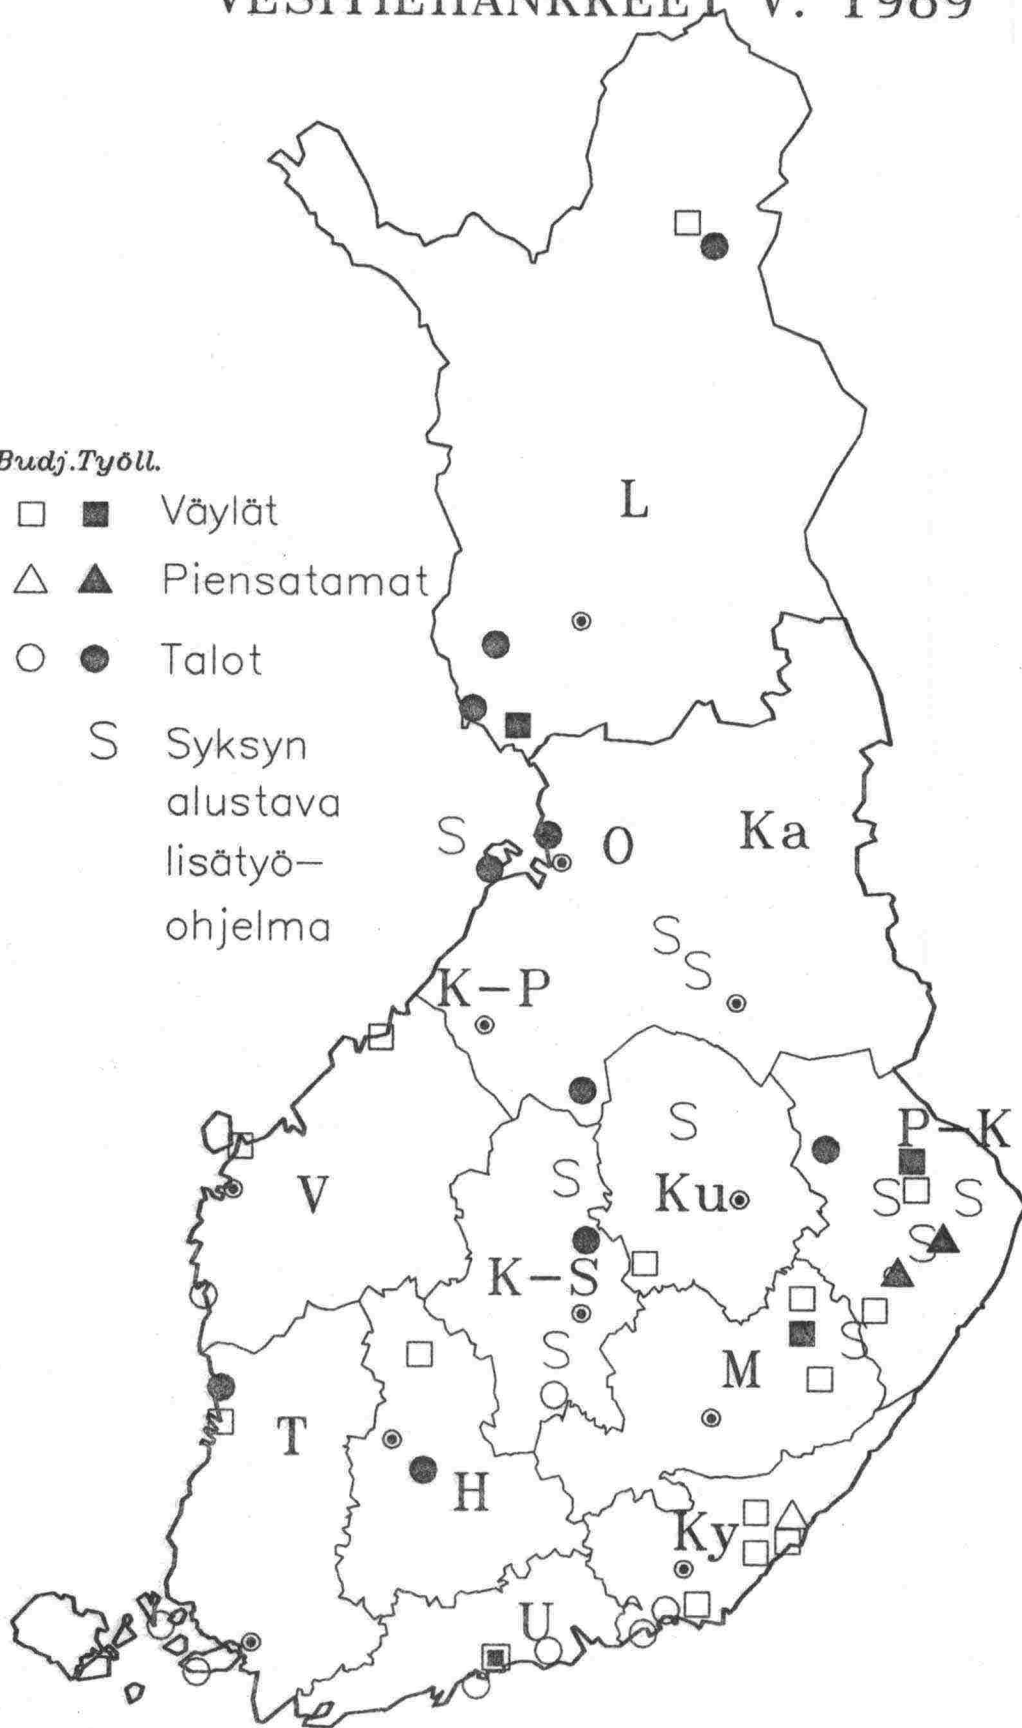 VESITIEHANKKEET V. 1989
Budj. Työll.
Väylät
Piensatamat
Talot
S Syksyn
alustava
lisätyö–
ohjelma
L
S
O
Ka
S
S
K–P
S
P–K
S
V
Ku
S
S
S
K–S
S
S
M
T
H
Ky
U